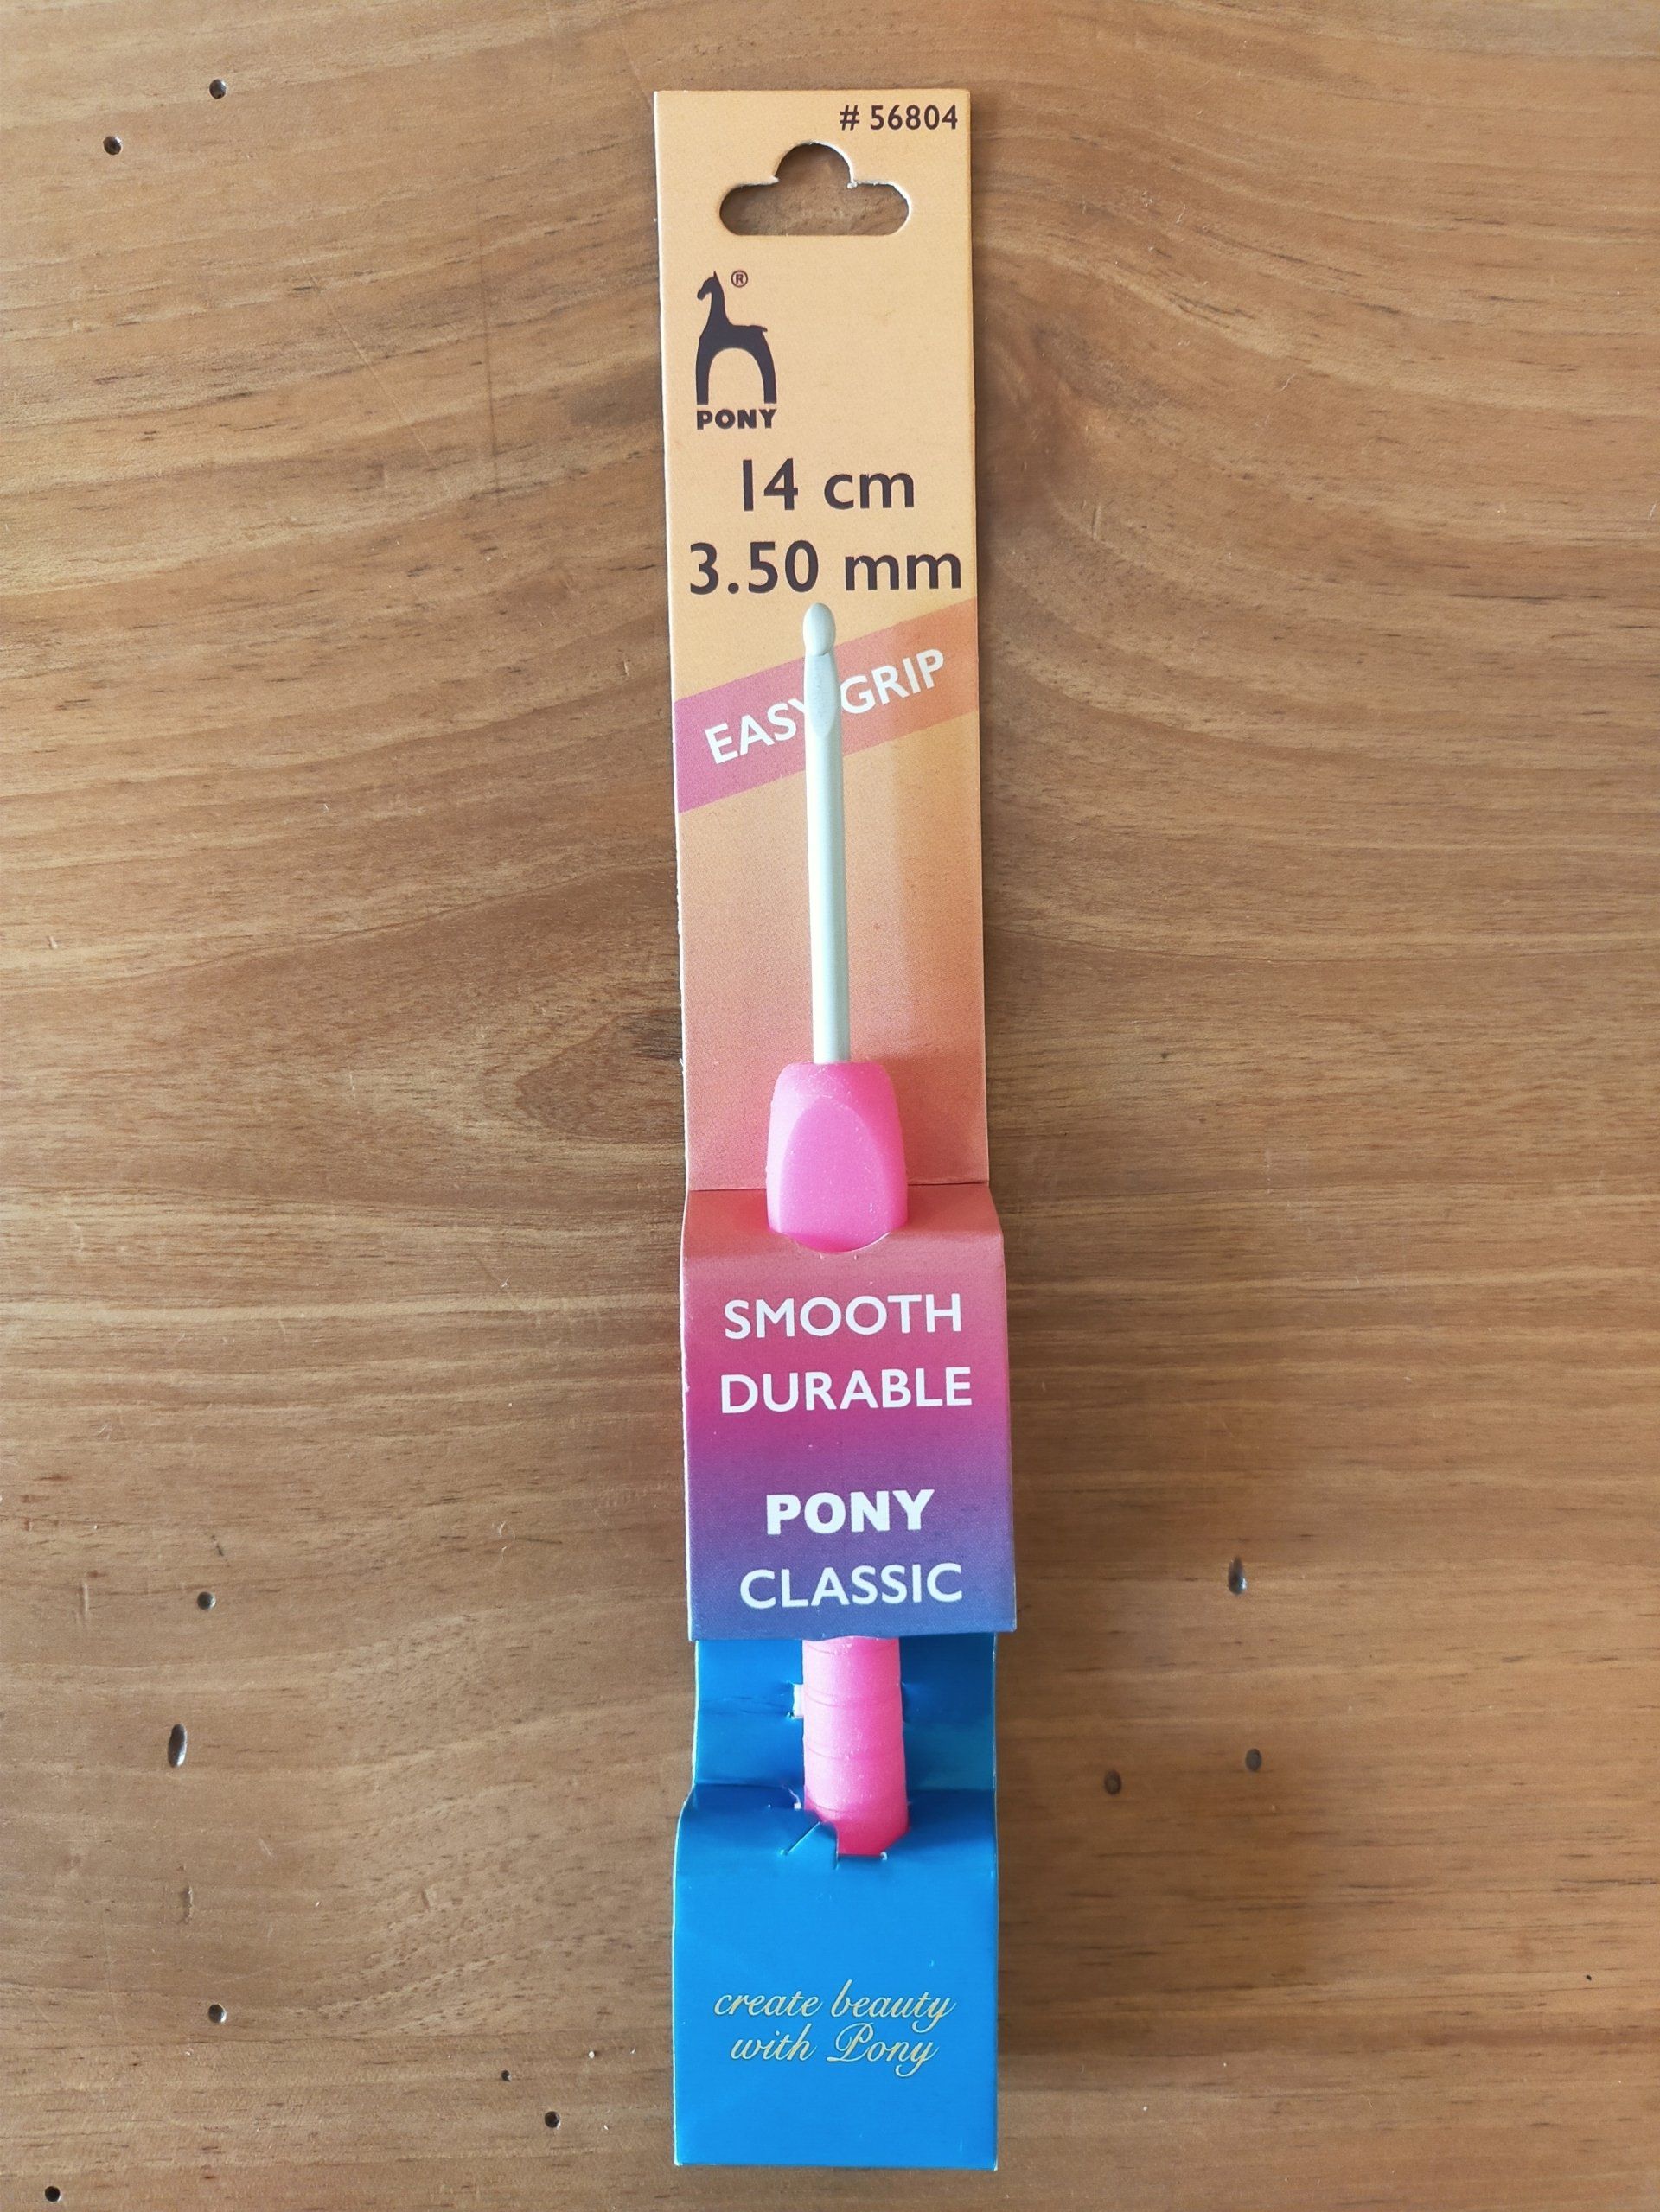 # 56804
®
PONY
14 cm
3.50 mm
EASY GRIP
SMOOTH
DURABLE
PONY
CLASSIC
create beauty
with Pony